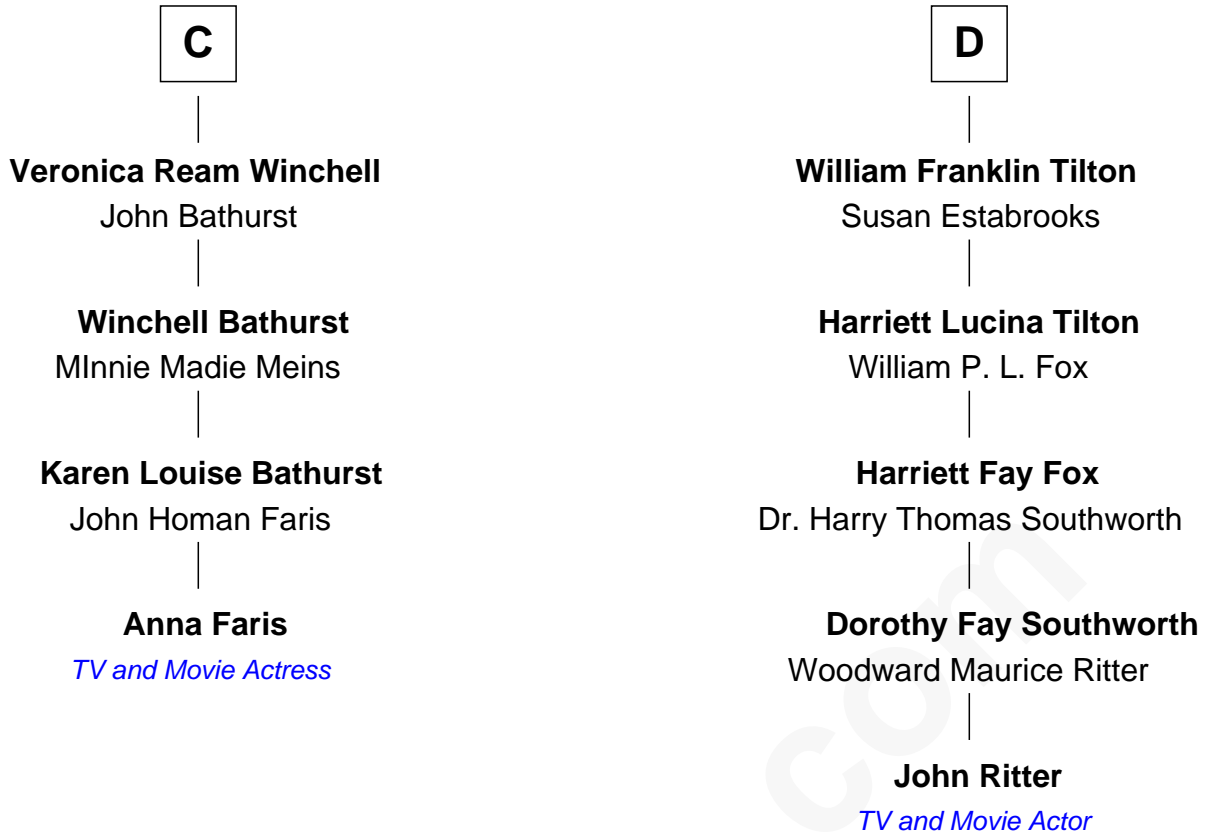 C
Veronica Ream Winchell
John Bathurst
Winchell Bathurst
MInnie Madie Meins
Karen Louise Bathurst
John Homan Faris
Anna Faris
TV and Movie Actress
D
William Franklin Tilton
Susan Estabrooks
Harriett Lucina Tilton
William P. L. Fox
Harriett Fay Fox
Dr. Harry Thomas Southworth
Dorothy Fay Southworth
Woodward Maurice Ritter
John Ritter
TV and Movie Actor
com